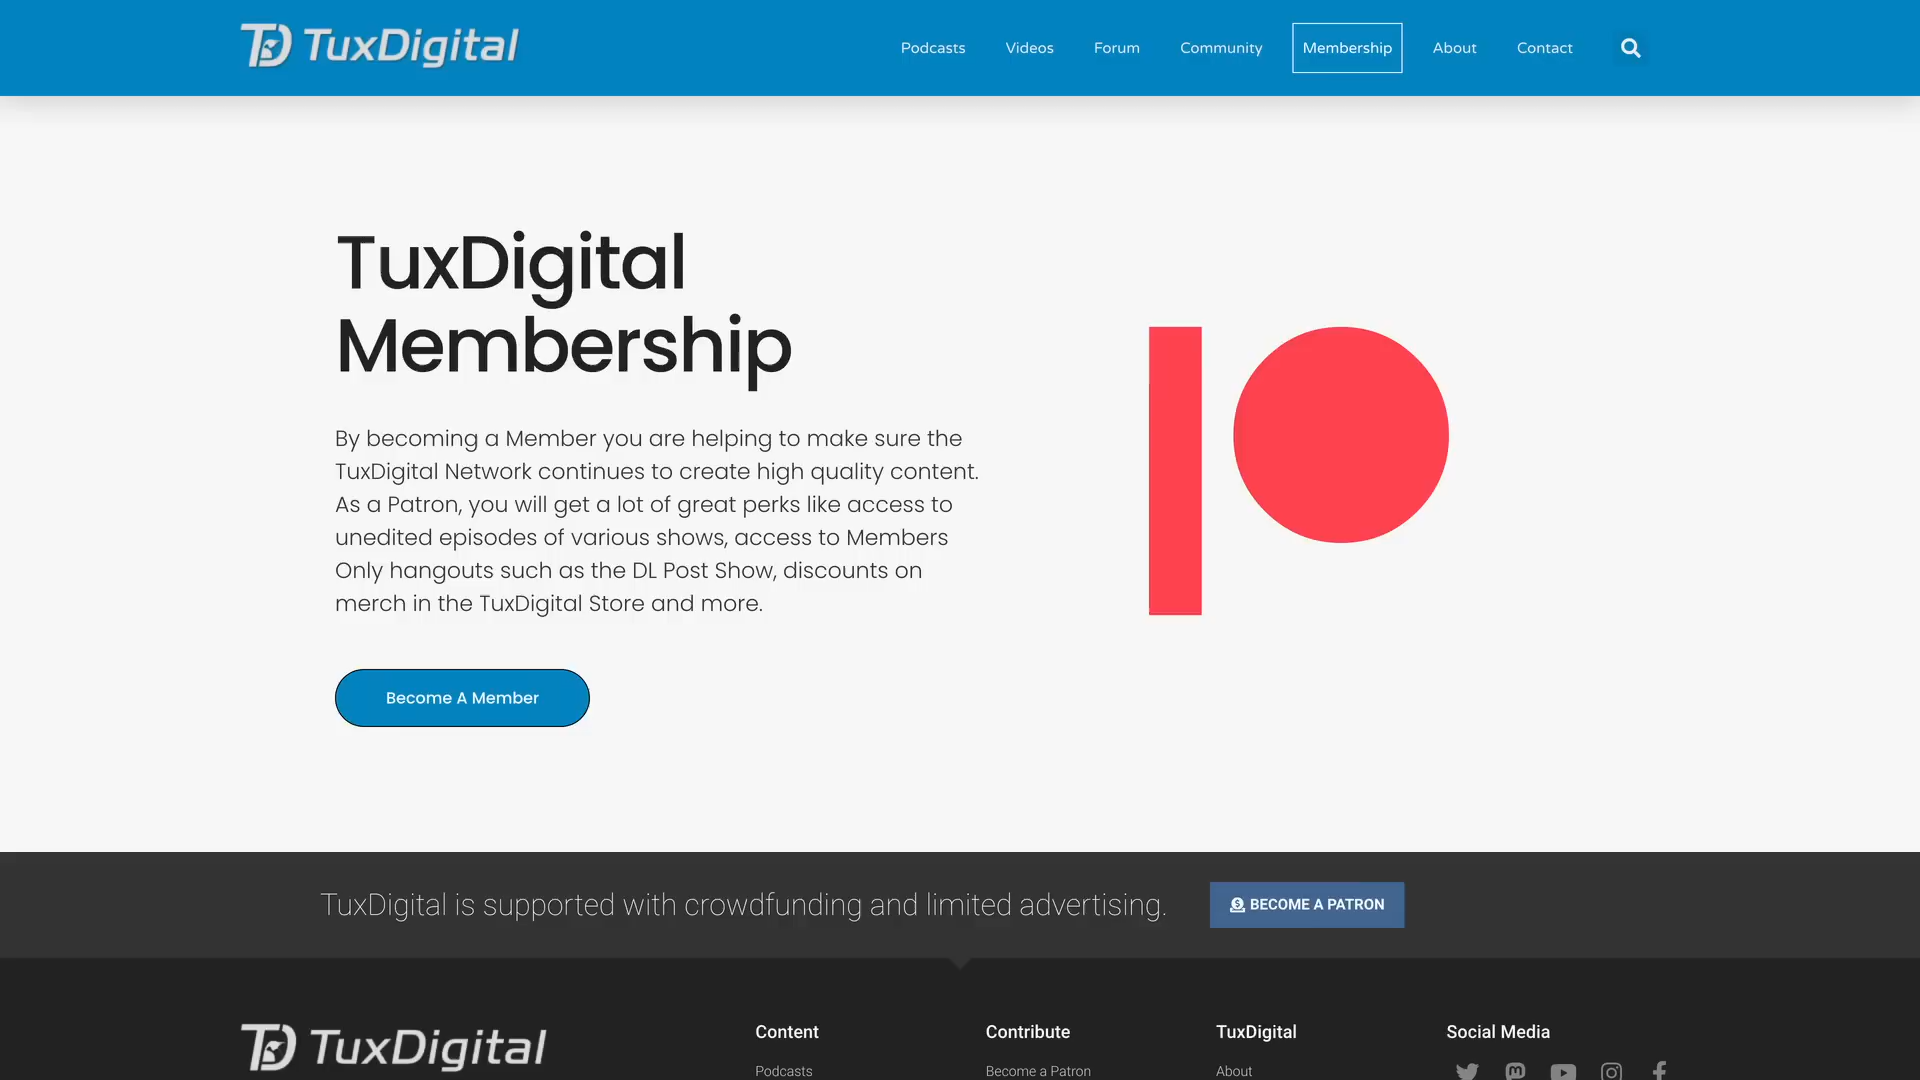 TuxDigital
Podcasts
Videos
Forum
Community
Membership
About
Contact
TuxDigital
Membership
By becoming a Member you are helping to make sure the
TuxDigital Network continues to create high quality content.
As a Patron, you will get a lot of great perks like access to
unedited episodes of various shows, access to Members
Only hangouts such as the DL Post Show, discounts on
merch in the TuxDigital Store and more.
Become A Member
TuxDigital is supported with crowdfunding and limited advertising.
BECOME A PATRON
TuxDigital
Content
Podcasts
Contribute
Become a Patron
TuxDigital
About
Social Media